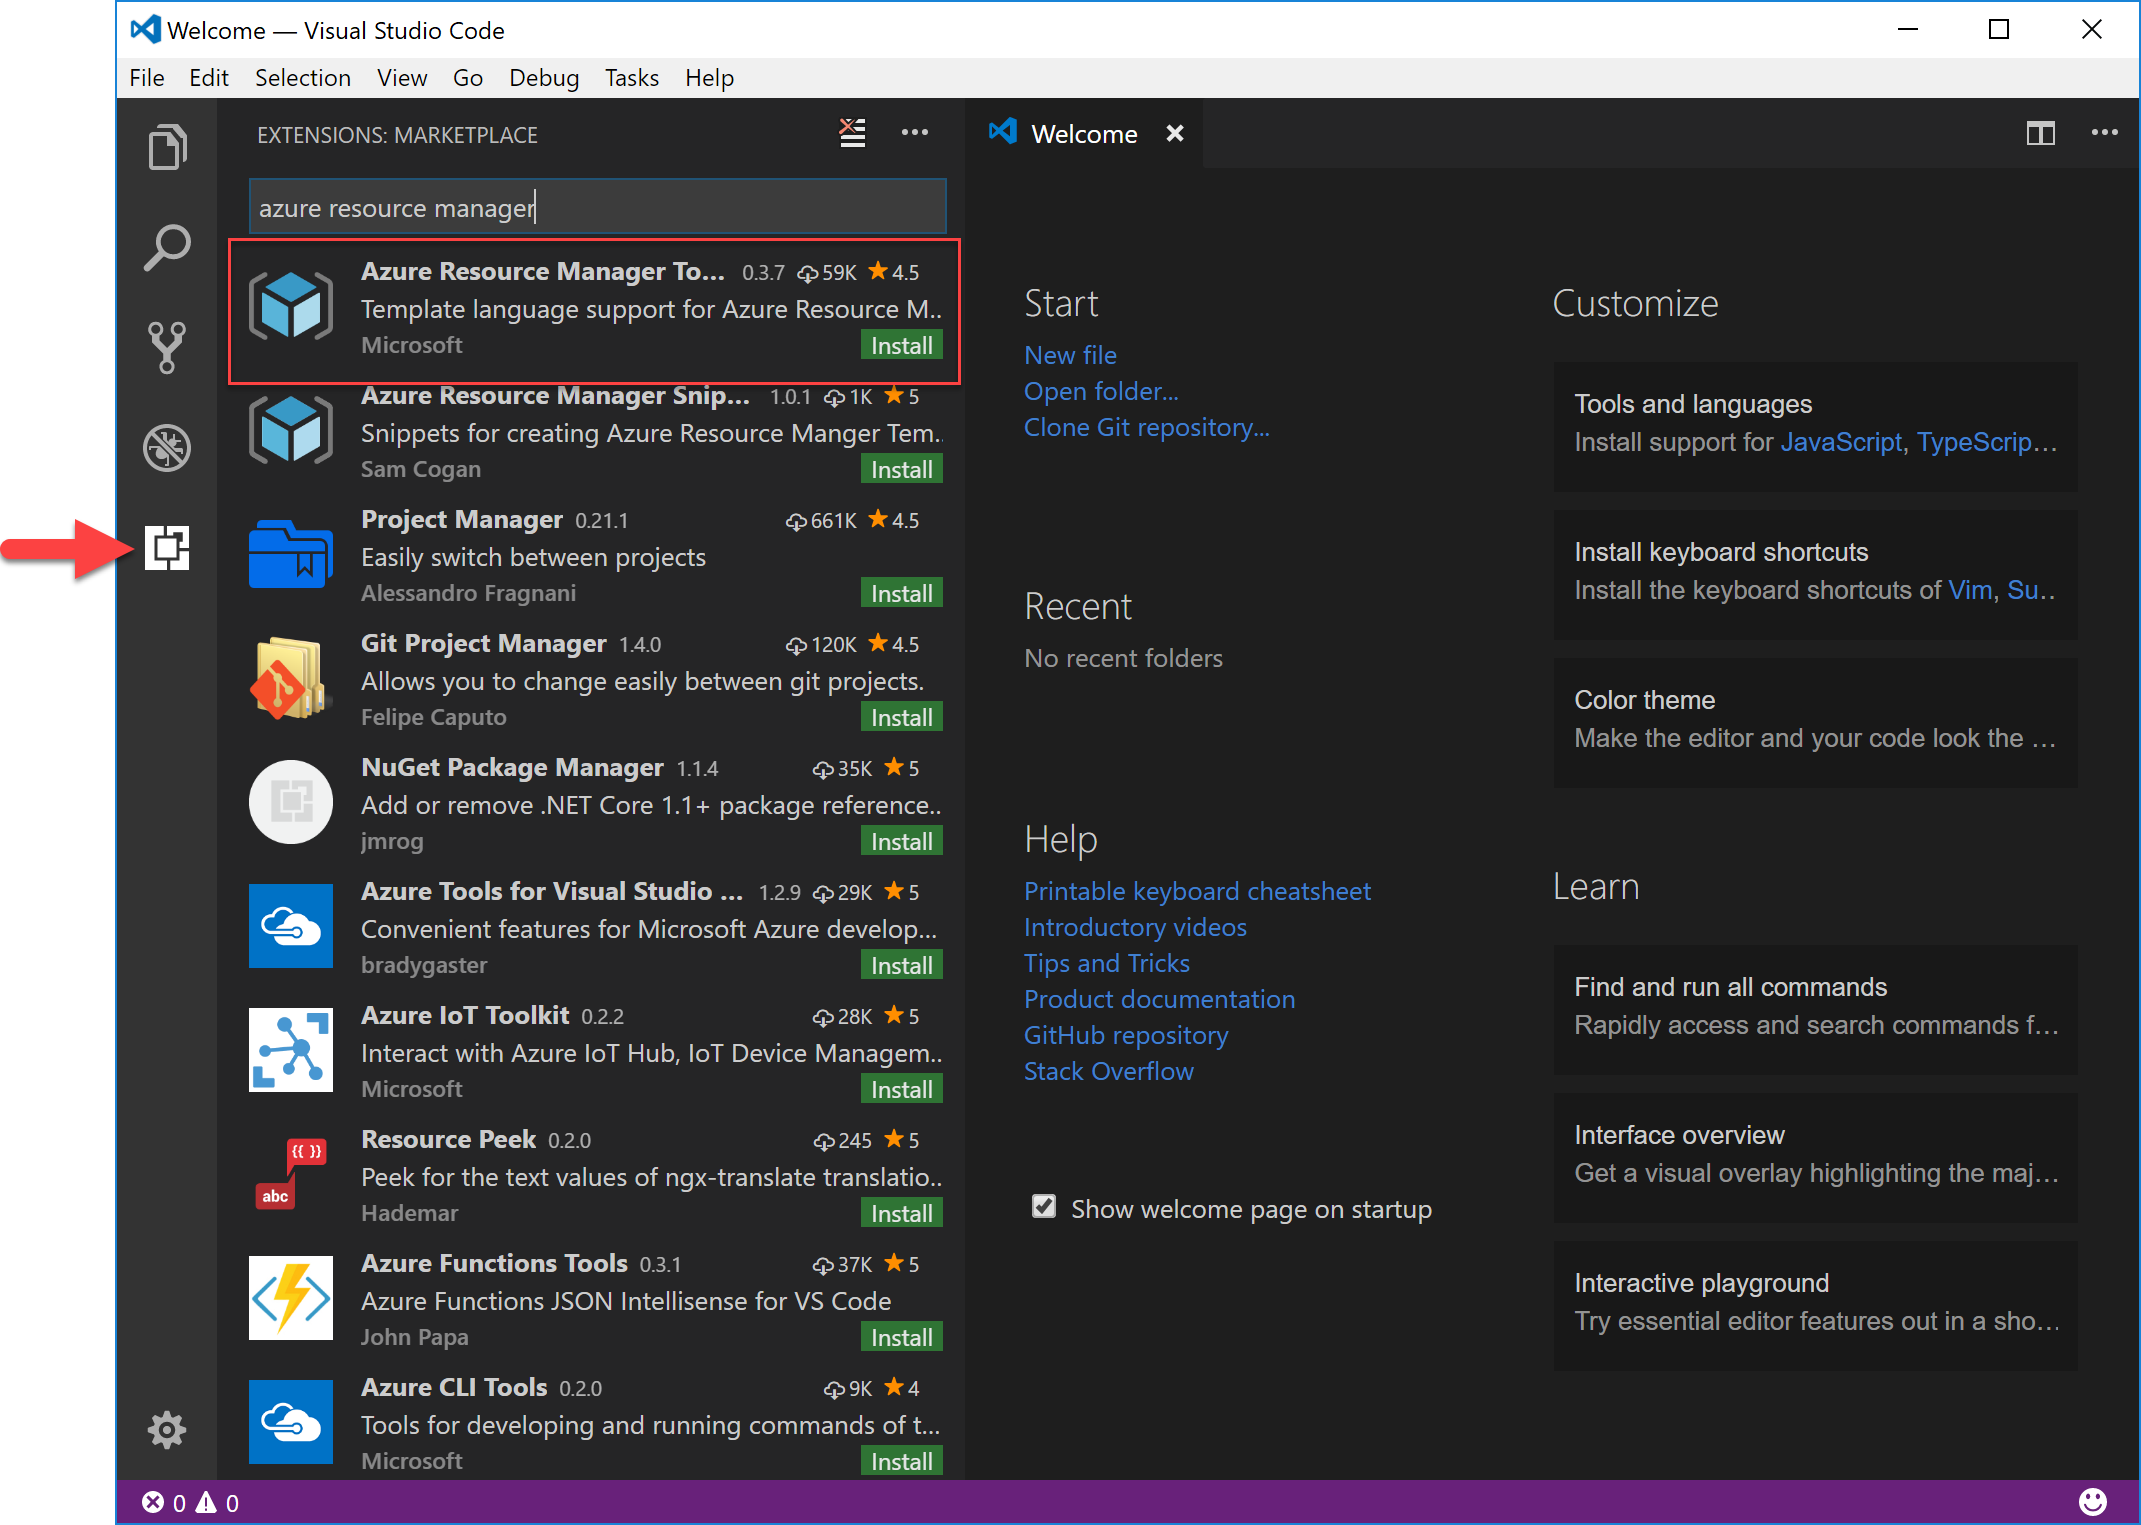 Welcome — Visual Studio Code
File Edit Selection View Go Debug Tasks Help
EXTENSIONS: MARKETPLACE
azure resource manager
Azure Resource Manager To... 0.3.7 59K 4.5
Template language support for Azure Resource M..
Microsoft Install
Azure Resource Manager Snip... 1.0.1 1K 5
Snippets for creating Azure Resource Manger Tem.
Sam Cogan Install
Project Manager 0.21.1 661K 4.5
Easily switch between projects
Alessandro Fragnani Install
Git Project Manager 1.4.0 120K 4.5
Allows you to change easily between git projects.
Felipe Caputo Install
NuGet Package Manager 1.1.4 35K 5
Add or remove .NET Core 1.1+ package reference..
jmrog Install
Azure Tools for Visual Studio ... 1.2.9 29K 5
Convenient features for Microsoft Azure develop...
bradygaster Install
Azure IoT Toolkit 0.2.2 28K 5
Interact with Azure IoT Hub, IoT Device Managem..
Microsoft Install
{{ }}
abc
Resource Peek 0.2.0 245 5
Peek for the text values of ngx-translate translatio..
Hademar Install
Azure Functions Tools 0.3.1 37K 5
Azure Functions JSON Intellisense for VS Code
John Papa Install
Azure CLI Tools 0.2.0 9K 4
Tools for developing and running commands of t...
Microsoft Install
Welcome
Start
New file
Open folder...
Clone Git repository...
Recent
No recent folders
Help
Printable keyboard cheatsheet
Introductory videos
Tips and Tricks
Product documentation
GitHub repository
Stack Overflow
Show welcome page on startup
Customize
Tools and languages
Install support for JavaScript, TypeScrip...
Install keyboard shortcuts
Install the keyboard shortcuts of Vim, Su..
Color theme
Make the editor and your code look the ...
Learn
Find and run all commands
Rapidly access and search commands f...
Interface overview
Get a visual overlay highlighting the maj...
Interactive playground
Try essential editor features out in a sho...
0 0